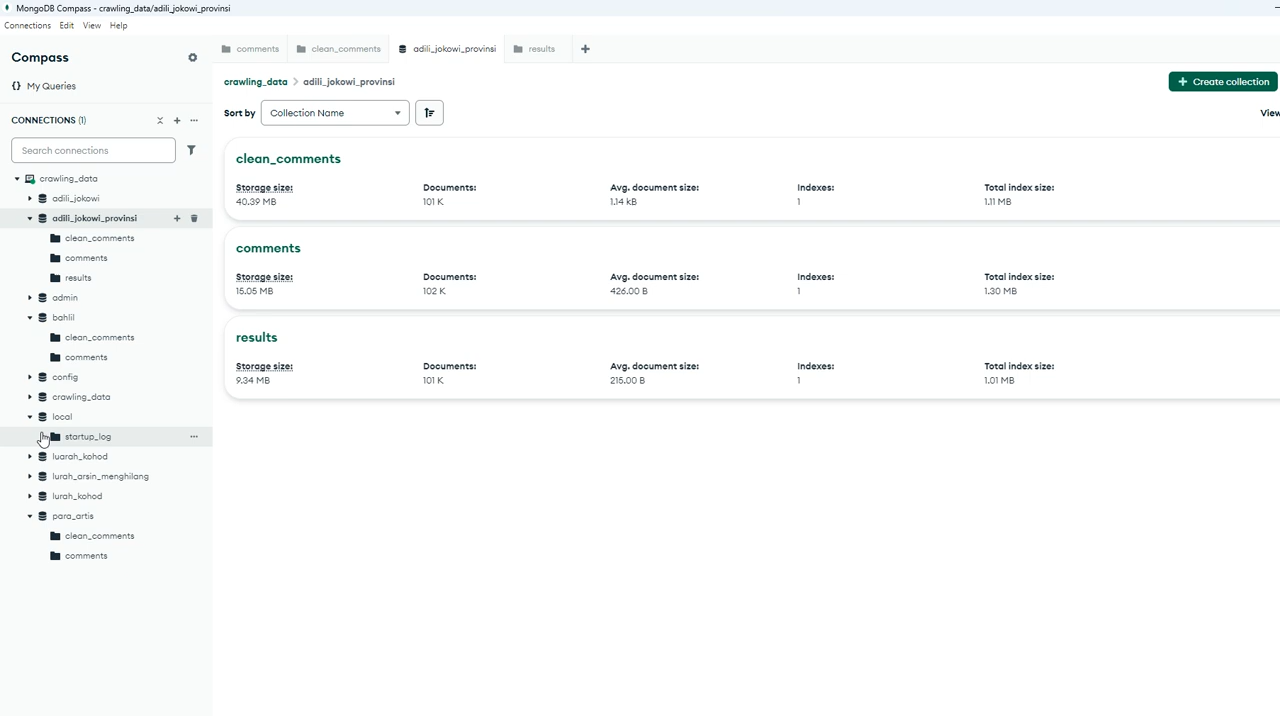 MongoDB Compass - crawling_data/adili_jokowi_provinsi
Connections Edit View Help
Compass
comments clean_comments adili_jokowi_provinsi results
{} My Queries
crawling_data > adili_jokowi_provinsi
Create collection
CONNECTIONS (1)
Sort by Collection Name
View
Search connections
crawling_data
adili_jokowi
adili_jokowi_provinsi
clean_comments
comments
results
admin
bahlil
clean_comments
comments
config
crawling_data
local
startup_log
luarah_kohod
lurah_arsin_menghilang
lurah_kohod
para_artis
clean_comments
comments
clean_comments
Storage size: Documents: Avg. document size: Indexes: Total index size:
40.39 MB 101 K 1.14 kB 1 1.11 MB
comments
Storage size: Documents: Avg. document size: Indexes: Total index size:
15.05 MB 102 K 426.00 B 1 1.30 MB
results
Storage size: Documents: Avg. document size: Indexes: Total index size:
9.34 MB 101 K 215.00 B 1 1.01 MB